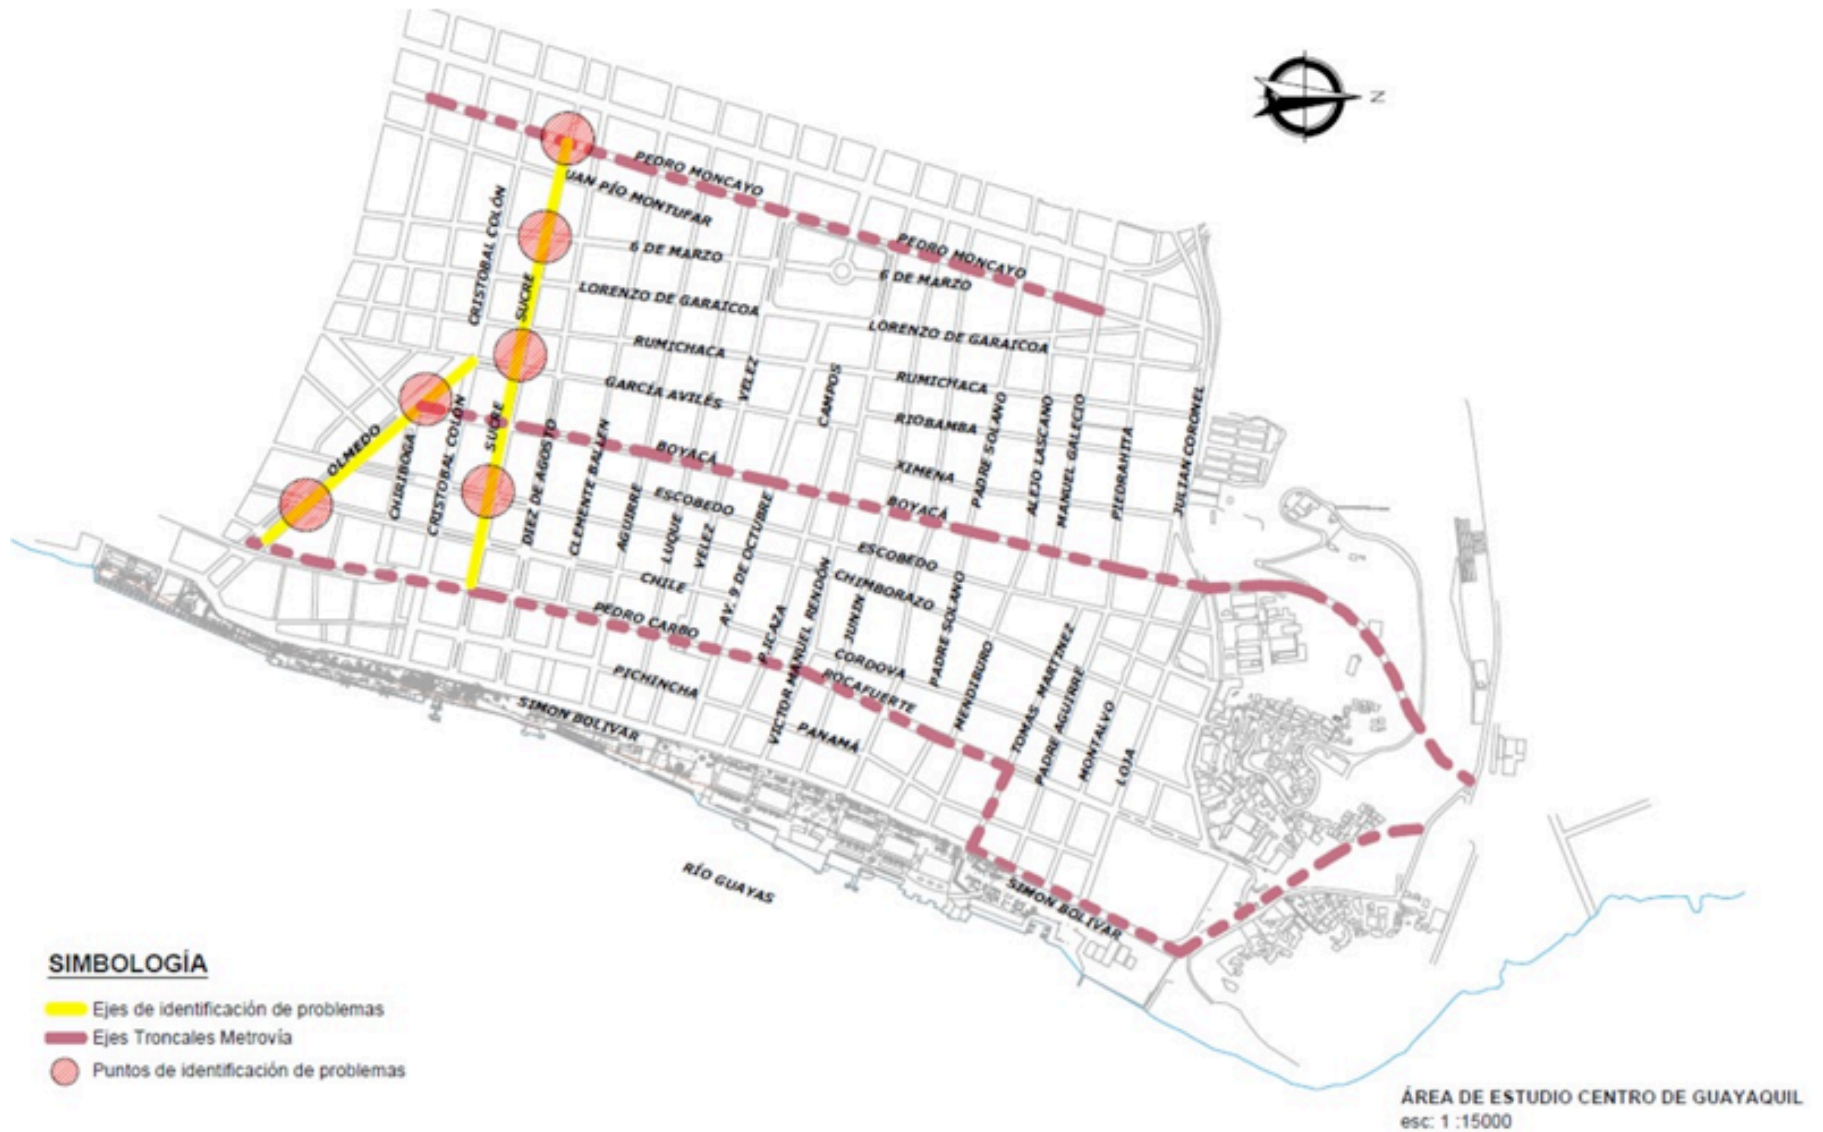 N
PEDRO MONCAYO
UAN PÍO MONTUFAR
PEDRO MONCAYO
6 DE MARZO
6 DE MARZO
CRISTOBAL COLÓN
SUCRE
LORENZO DE GARAICOA
LORENZO DE GARAICOA
RUMICHACA
RUMICHACA
VELEZ
CAMPOS
GARCÍA AVILÉS
RIOBAMBA
PADRE SOLANO
ALEJO LASCANO
MANUEL GALECIO
PIEDRAHITA
JULIAN CORONEL
OLMEDO
CHIRIBOGA
CRISTOBAL COLÓN
SUCRE
DIEZ DE AGOSTO
CLEMENTE BALLEN
BOYACÁ
XIMENA
BOYACÁ
ESCOBEDO
AGUIRRE
LUQUE
VELEZ
AV. 9 DE OCTUBRE
ESCOBEDO
CHILE
CHIMBORAZO
PEDRO CARBO
P.ICAZA
VICTOR MANUEL RENDÓN
JUNIN
PADRE SOLANO
CORDOVA
ROCAFUERTE
MENDIBURO
TOMAS MARTINEZ
PADRE AGUIRRE
MONTALVO
LOJA
PICHINCHA
PANAMÁ
SIMON BOLIVAR
RÍO GUAYAS
SIMON BOLIVAR
SIMBOLOGÍA
Ejes de identificación de problemas
Ejes Troncales Metrovía
Puntos de identificación de problemas
ÁREA DE ESTUDIO CENTRO DE GUAYAQUIL
esc: 1 :15000